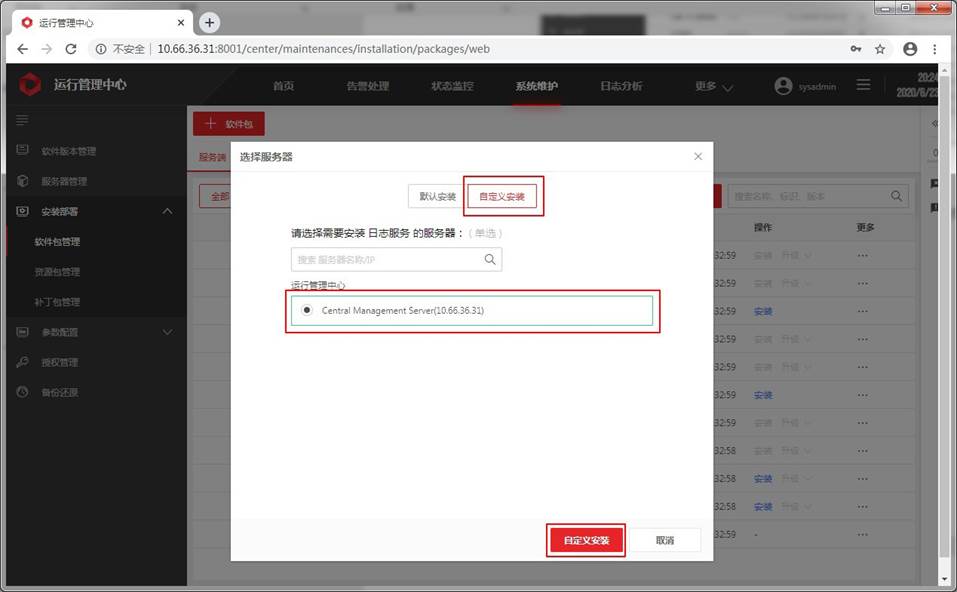 运行管理中心
不安全 10.66.36.31:8001/center/maintenances/installation/packages/web
运行管理中心 首页 告警处理 状态监控 系统维护 日志分析 更多 sysadmin 20:24
2020/6/23
软件包
软件版本管理
服务端
选择服务器
服务器管理
全部
默认安装 自定义安装
搜索名称、标识、版本
安装部署
操作 更多
请选择需要安装 日志服务 的服务器：（单选）
软件包管理
搜索 服务器名称/IP
32:59 安装 升级 ...
资源包管理
运行管理中心
32:59 安装 升级 ...
补丁包管理
Central Management Server(10.66.36.31)
32:59 安装 ...
参数配置
32:59 安装 升级 ...
授权管理
32:59 安装 升级 ...
备份还原
32:59 安装 ...
32:59 安装 升级 ...
32:58 安装 升级 ...
32:58 安装 升级 ...
32:58 安装 升级 ...
32:59 - ...
自定义安装 取消